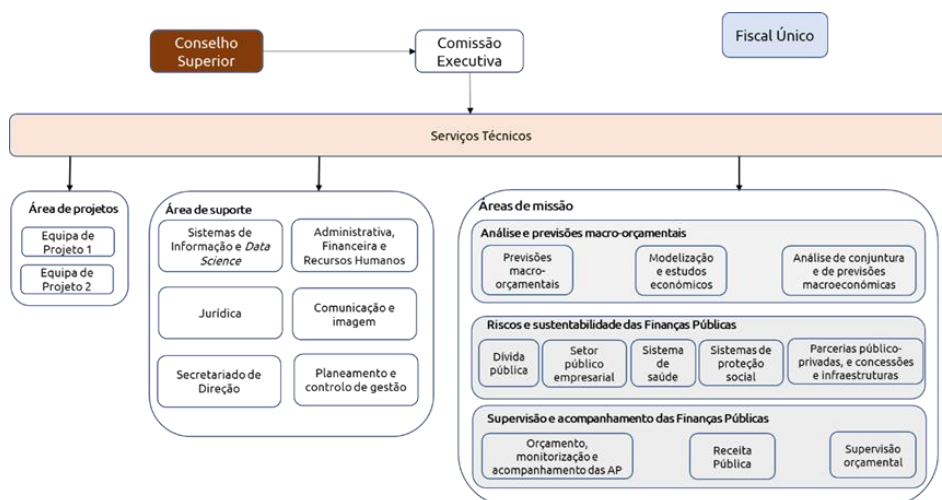 Conselho
Superior
Comissão
Executiva
Fiscal Único
Serviços Técnicos
Área de projetos
Equipa de
Projeto 1
Equipa de
Projeto 2
Área de suporte
Sistemas de
Informação e Data
Science
Administrativa,
Financeira e
Recursos Humanos
Jurídica
Comunicação e
imagem
Secretariado de
Direção
Planeamento e
controlo de gestão
Áreas de missão
Análise e previsões macro-orçamentais
Previsões
macro-
orçamentais
Modelização
e estudos
económicos
Análise de conjuntura
e de previsões
macroeconómicas
Riscos e sustentabilidade das Finanças Públicas
Dívida
pública
Setor
público
empresarial
Sistema
de
saúde
Sistemas de
proteção
social
Parcerias público-
privadas, e concessões
e infraestruturas
Supervisão e acompanhamento das Finanças Públicas
Orçamento,
monitorização e
acompanhamento das AP
Receita
Pública
Supervisão
orçamental